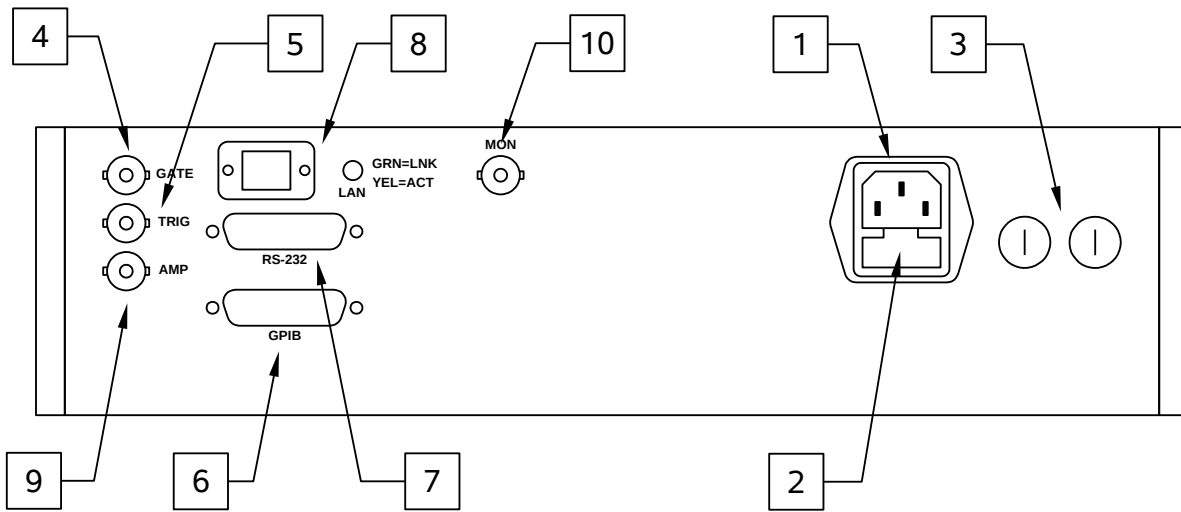 4
5
8
10
1
3
MON
GATE
GRN=LNK
YEL=ACT
LAN
TRIG
RS-232
AMP
GPIB
9
6
7
2